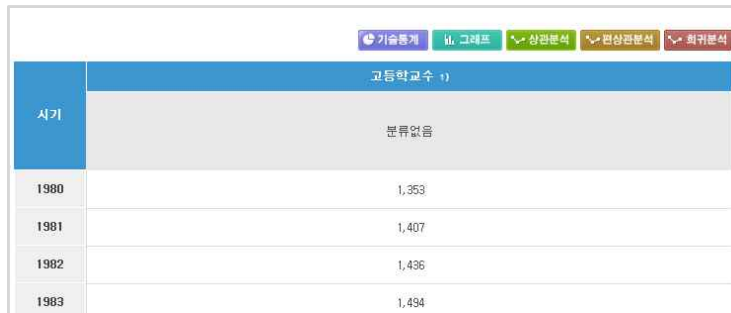 기술통계 그래프 상관분석 편상관분석 회귀분석
시기 고등학교수 1)
분류없음
1980 1,353
1981 1,407
1982 1,436
1983 1,494